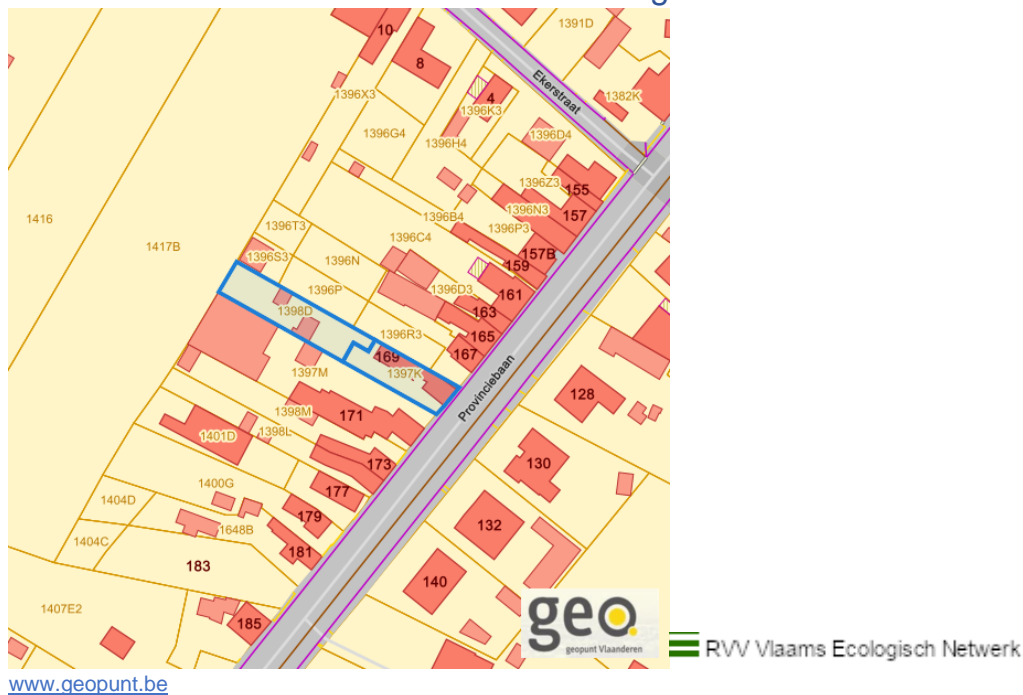 g
1391D
10
8
Ekerstraat
1382K
1396X3
4
1396K3
1396G4
1396H4
1396D4
1396Z3
155
1396N3
157
1416
1396B4
1396T3
1396P3
1396C4
1417B
157B
1396S3
1396N
159
1396P
1396D3
161
1398D
163
1396R3
165
169
167
1397M
1397K
Provinciebaan
128
1398M
171
1401D
1398L
173
130
1400G
177
1404D
179
132
1648B
1404C
181
183
140
1407E2
185
geo
geopunt Vlaanderen
RVV Vlaams Ecologisch Netwerk
www.geopunt.be